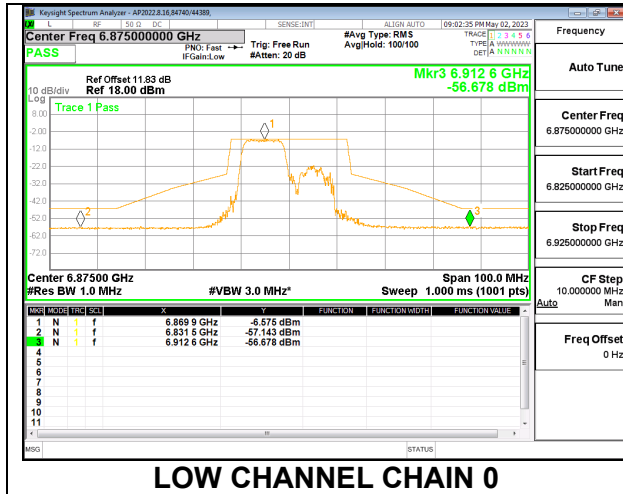 Keysight Spectrum Analyzer - AP2022.8.16,84740/44389,
L RF 50 Ω DC SENSE:INT ALIGN AUTO 09:02:35 PM May 02, 2023
Center Freq 6.875000000 GHz #Avg Type: RMS TRACE 1 2 3 4 5 6
PASS PNO: Fast Trig: Free Run Avg|Hold: 100/100 TYPE A WWWWW
IFGain:Low #Atten: 20 dB DET A N N N N N
Ref Offset 11.83 dB Mkr3 6.912 6 GHz
10 dB/div Ref 18.00 dBm -56.678 dBm
Log
Trace 1 Pass
8.00
-2.00
-12.0
-22.0
-32.0
-42.0
-52.0
-62.0
-72.0
1
2
3
Center 6.87500 GHz Span 100.0 MHz
#Res BW 1.0 MHz #VBW 3.0 MHz* Sweep 1.000 ms (1001 pts)
MKR MODE TRC SCL X Y FUNCTION FUNCTION WIDTH FUNCTION VALUE
1 N 1 f 6.869 9 GHz -6.575 dBm
2 N 1 f 6.831 5 GHz -57.143 dBm
3 N 1 f 6.912 6 GHz -56.678 dBm
4
5
6
7
8
9
10
11
MSG STATUS
Frequency
Auto Tune
Center Freq
6.875000000 GHz
Start Freq
6.825000000 GHz
Stop Freq
6.925000000 GHz
CF Step
10.000000 MHz
Auto Man
Freq Offset
0 Hz
LOW CHANNEL CHAIN 0